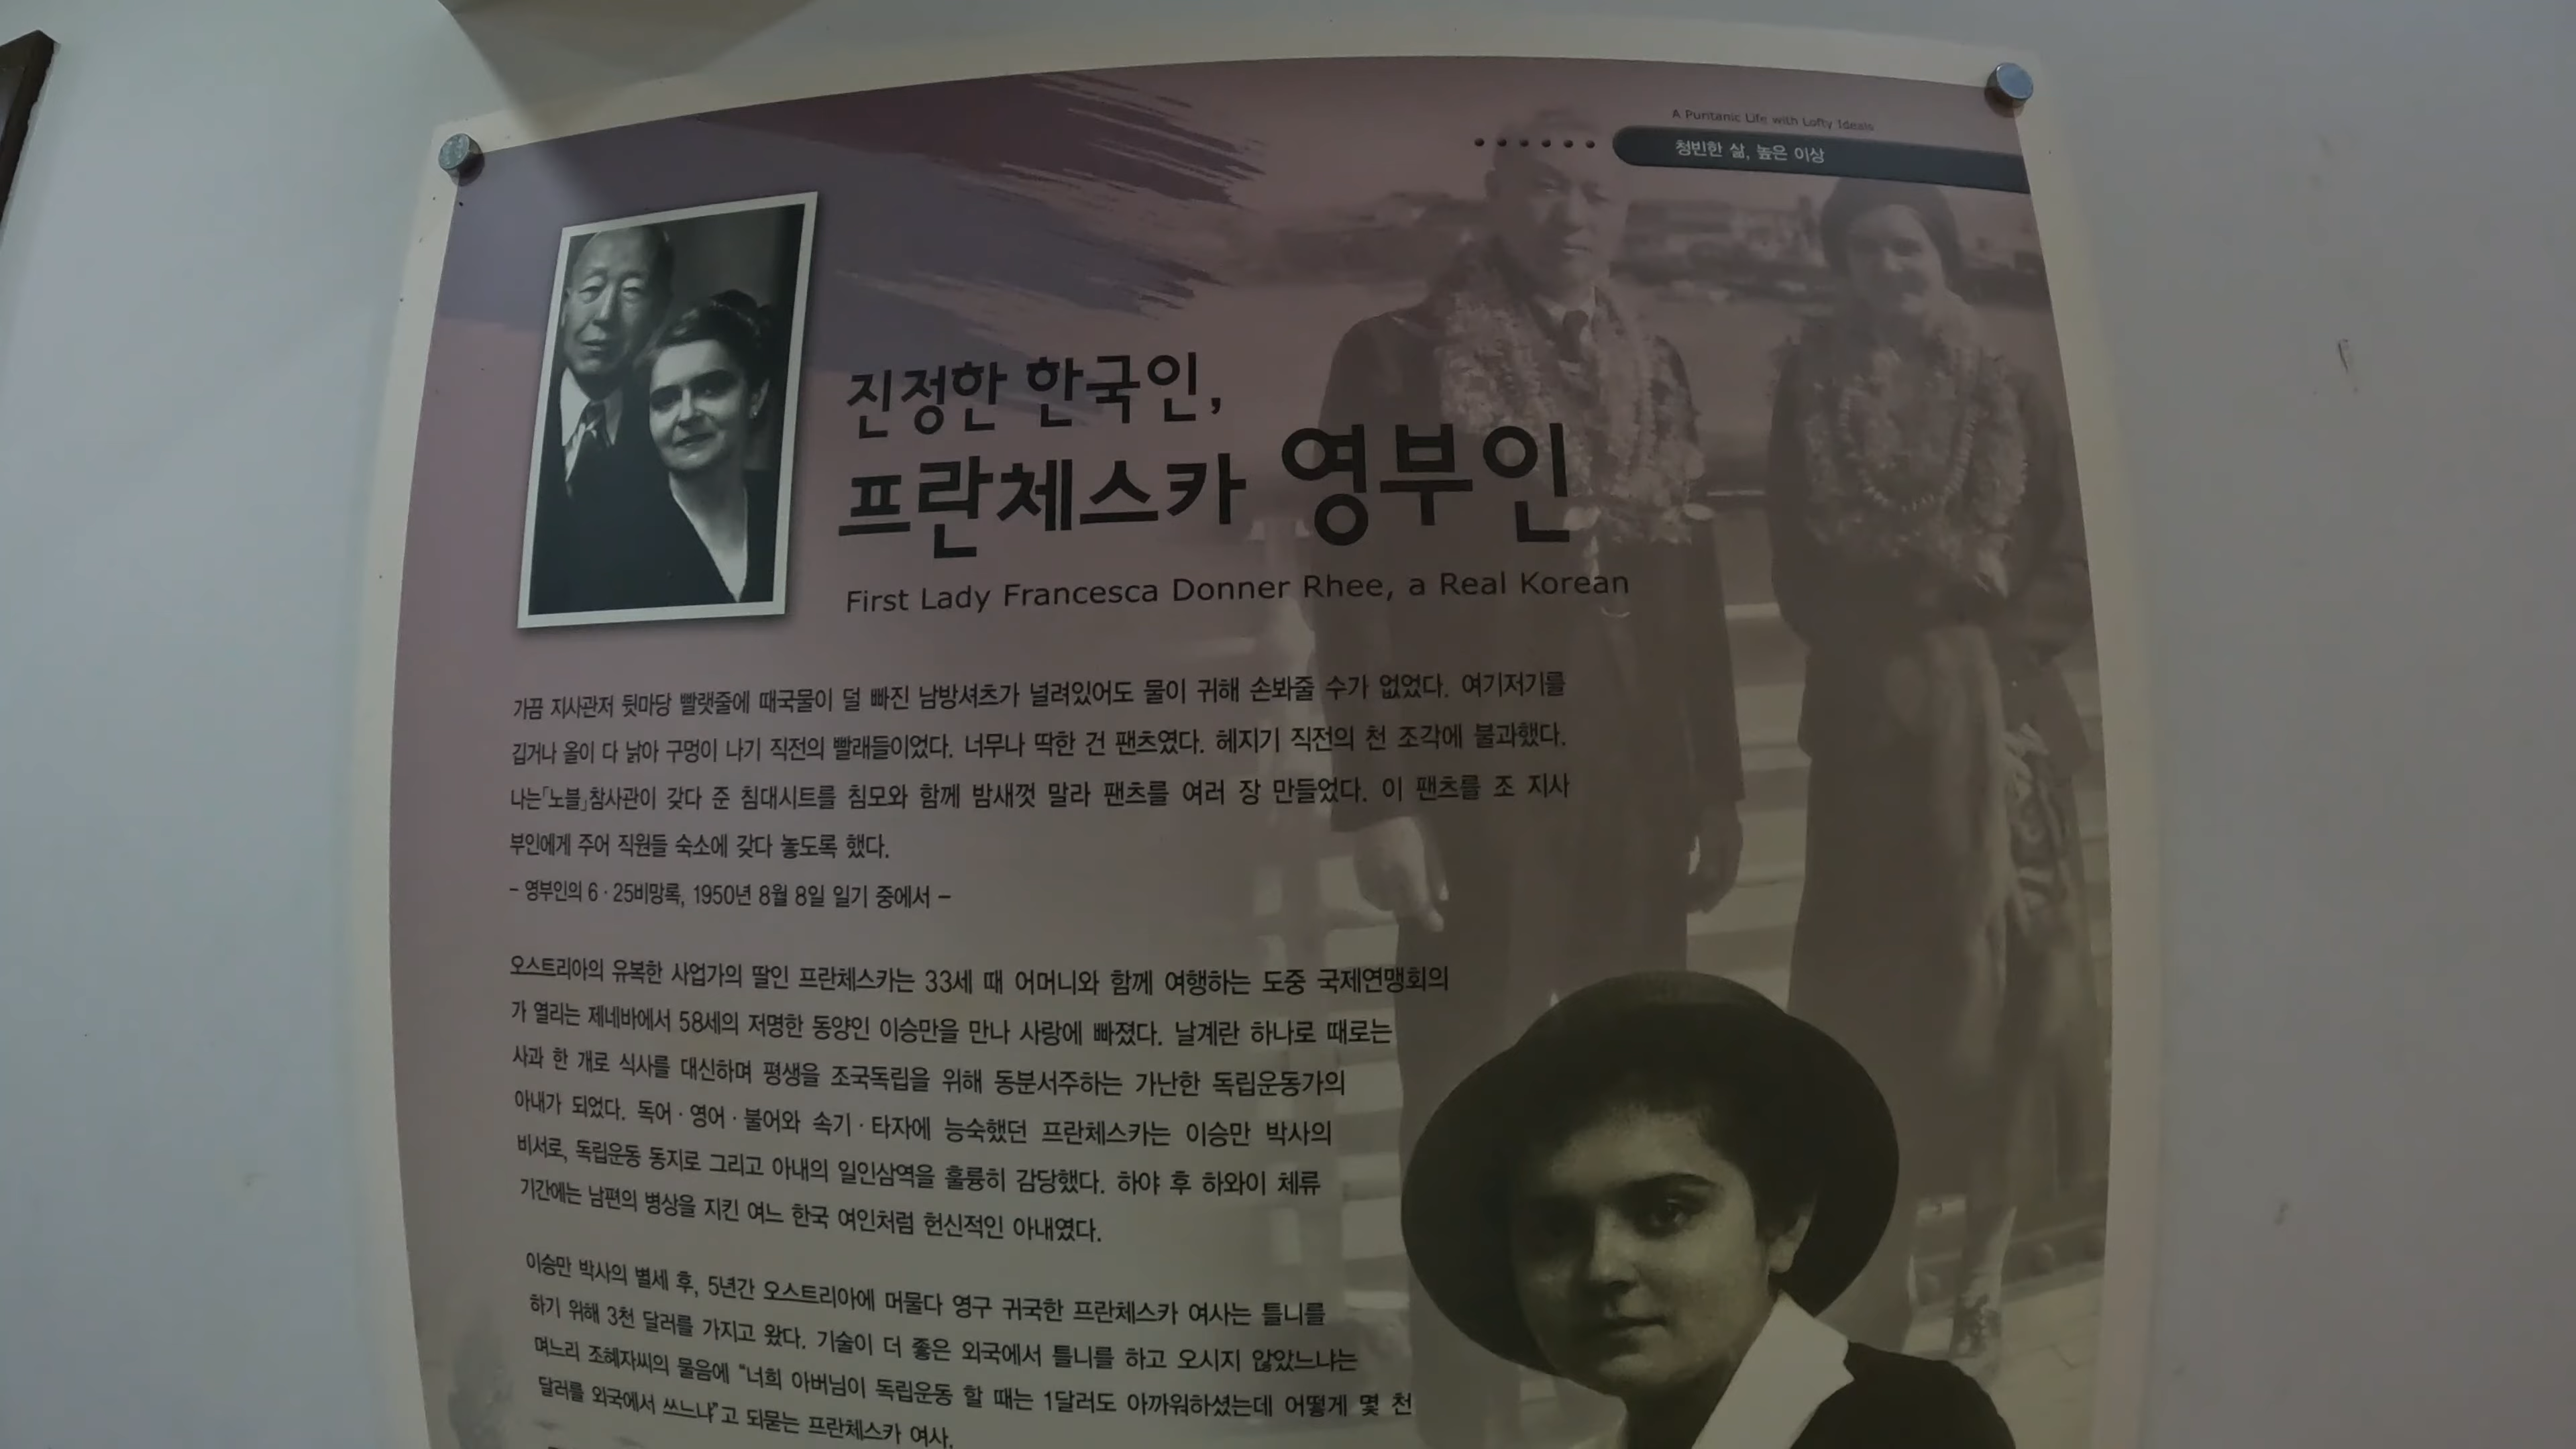 A Puritanic Life with Lofty Ideals
청빈한 삶, 높은 이상
진정한 한국인,
프란체스카 영부인
First Lady Francesca Donner Rhee, a Real Korean
가끔 지사관저 뒷마당 빨랫줄에 때국물이 덜 빠진 남방셔츠가 널려있어도 물이 귀해 손봐줄 수가 없었다. 여기저기를
깁거나 올이 다 낡아 구멍이 나기 직전의 빨래들이었다. 너무나 딱한 건 팬츠였다. 헤지기 직전의 천 조각에 불과했다.
나는「노블」참사관이 갖다 준 침대시트를 침모와 함께 밤새껏 말라 팬츠를 여러 장 만들었다. 이 팬츠를 조 지사
부인에게 주어 직원들 숙소에 갖다 놓도록 했다.
- 영부인의 6 · 25비망록, 1950년 8월 8일 일기 중에서 -
오스트리아의 유복한 사업가의 딸인 프란체스카는 33세 때 어머니와 함께 여행하는 도중 국제연맹회의
가 열리는 제네바에서 58세의 저명한 동양인 이승만을 만나 사랑에 빠졌다. 날계란 하나로 때로는
사과 한 개로 식사를 대신하며 평생을 조국독립을 위해 동분서주하는 가난한 독립운동가의
아내가 되었다. 독어 · 영어 · 불어와 속기 · 타자에 능숙했던 프란체스카는 이승만 박사의
비서로, 독립운동 동지로 그리고 아내의 일인삼역을 훌륭히 감당했다. 하야 후 하와이 체류
기간에는 남편의 병상을 지킨 여느 한국 여인처럼 헌신적인 아내였다.
이승만 박사의 별세 후, 5년간 오스트리아에 머물다 영구 귀국한 프란체스카 여사는 틀니를
하기 위해 3천 달러를 가지고 왔다. 기술이 더 좋은 외국에서 틀니를 하고 오시지 않았느냐는
며느리 조혜자씨의 물음에 "너희 아버님이 독립운동 할 때는 1달러도 아까워하셨는데 어떻게 몇 천
달러를 외국에서 쓰느냐"고 되묻는 프란체스카 여사.